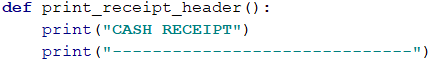 def print_receipt_header():
    print("CASH RECEIPT")
    print("------------------------------")